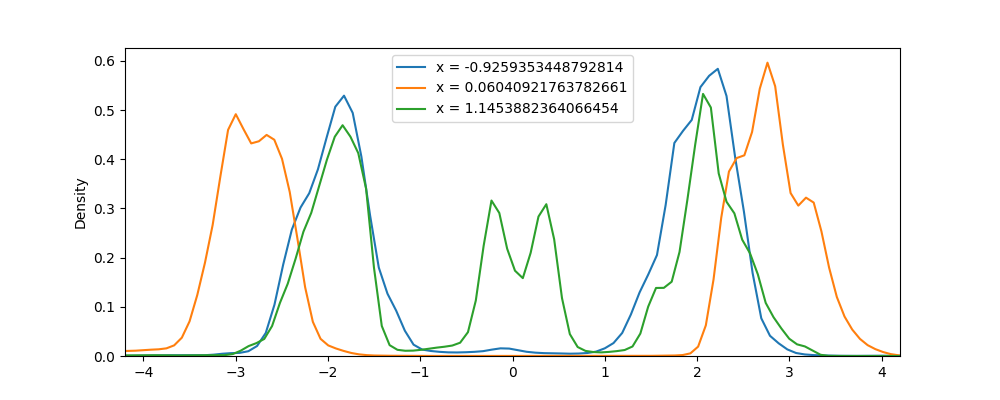 x = -0.9259353448792814
x = 0.06040921763782661
x = 1.1453882364066454
Density
0.6
0.5
0.4
0.3
0.2
0.1
0.0
−4 −3 −2 −1 0 1 2 3 4